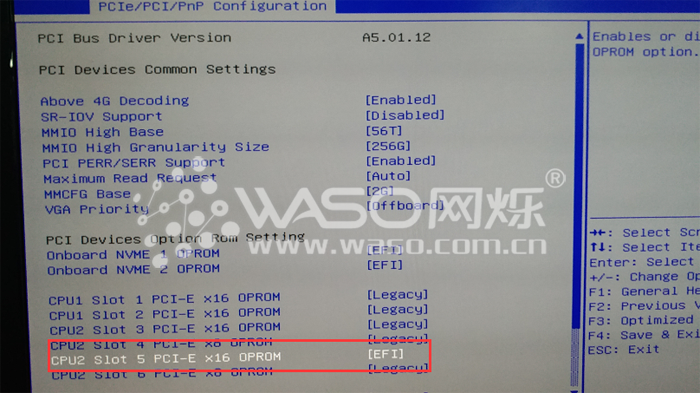 PCIe/PCI/PnP Configuration
PCI Bus Driver Version A5.01.12
PCI Devices Common Settings
Above 4G Decoding [Enabled]
SR-IOV Support [Disabled]
MMIO High Base [56T]
MMIO High Granularity Size [256G]
PCI PERR/SERR Support [Enabled]
Maximum Read Request [Auto]
MMCFG Base [2G]
VGA Priority [Offboard]
PCI Devices Option Rom Setting
Onboard NVME 1 OPROM [EFI]
Onboard NVME 2 OPROM [EFI]
CPU1 Slot 1 PCI-E x16 OPROM [Legacy]
CPU1 Slot 2 PCI-E x16 OPROM [Legacy]
CPU2 Slot 3 PCI-E x16 OPROM [Legacy]
CPU2 Slot 4 PCI-E x8 OPROM [Legacy]
CPU2 Slot 5 PCI-E x16 OPROM [EFI]
CPU2 Slot 6 PCI-E x8 OPROM [Legacy]
Enables or di
OPROM option.
→←: Select Scr
↑↓: Select Ite
Enter: Select
+/-: Change Op
F1: General He
F2: Previous V
F3: Optimized
F4: Save & Exi
ESC: Exit
WASO网烁®
www.waso.com.cn